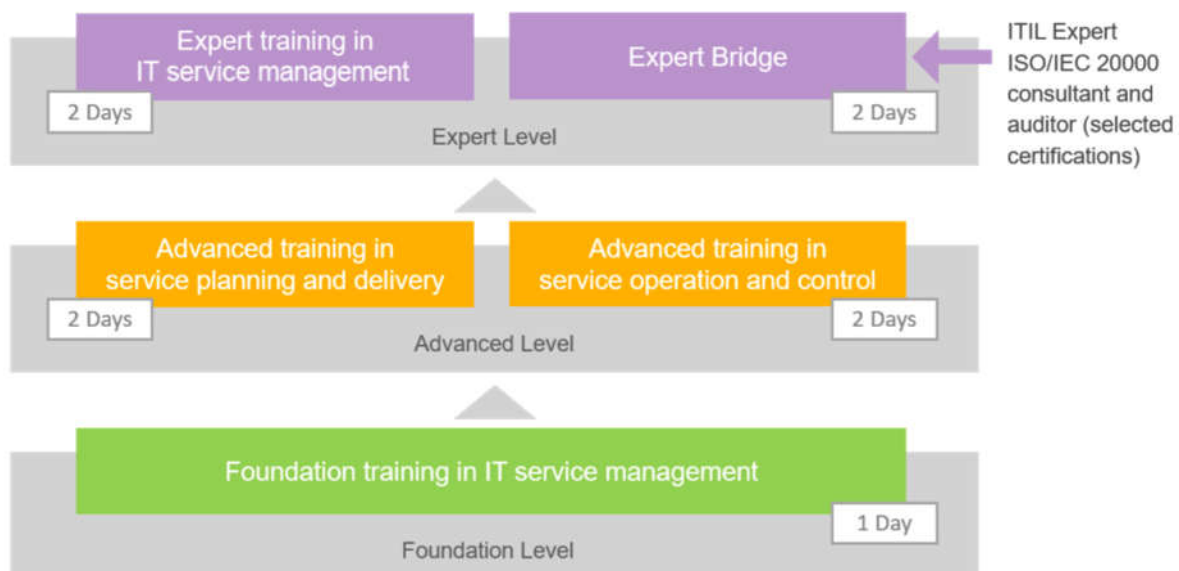 Expert training in
IT service management
Expert Bridge
ITIL Expert
ISO/IEC 20000
consultant and
auditor (selected
certifications)
2 Days
2 Days
Expert Level
Advanced training in
service planning and delivery
Advanced training in
service operation and control
2 Days
2 Days
Advanced Level
Foundation training in IT service management
1 Day
Foundation Level